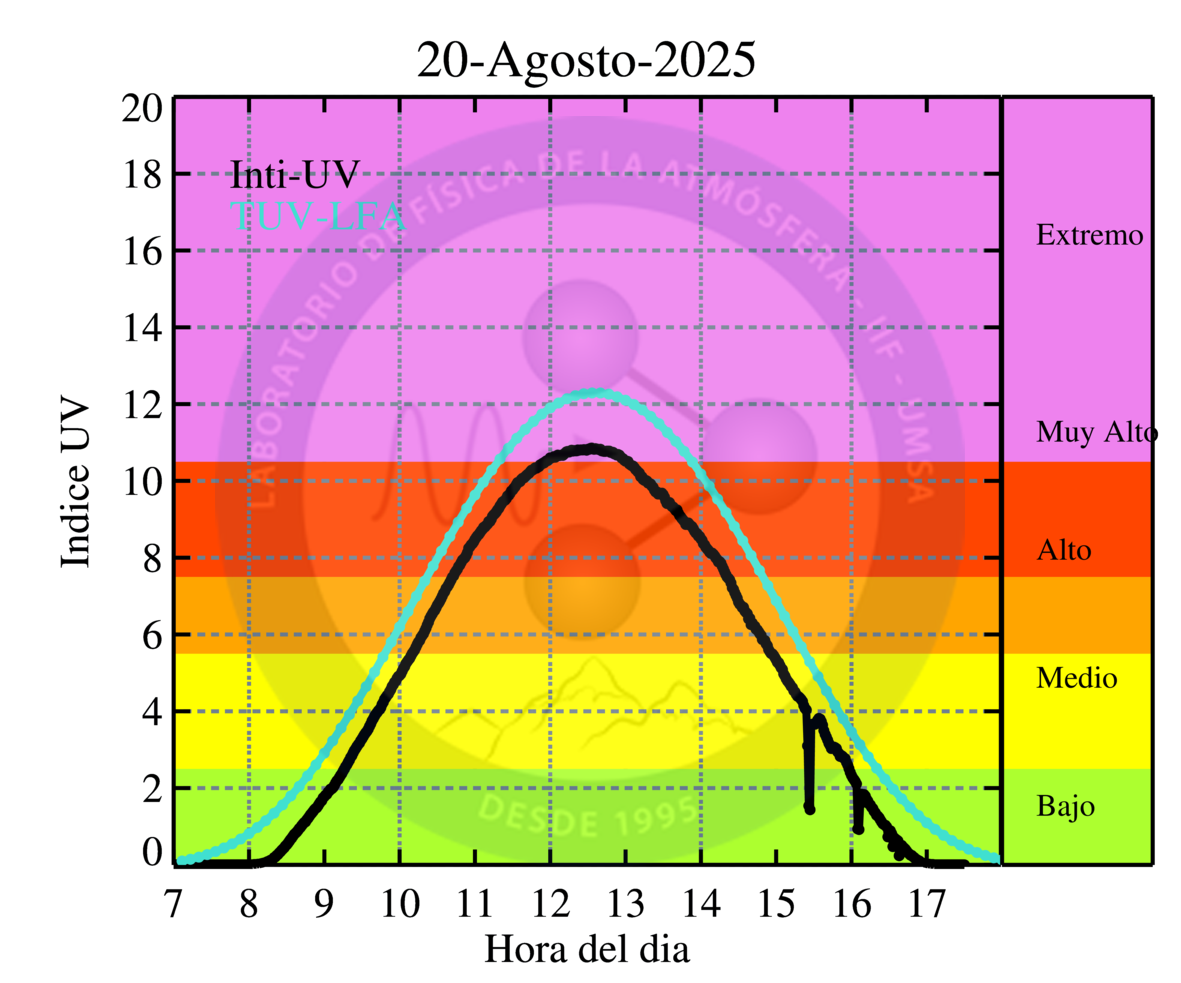 20-Agosto-2025
Indice UV
20
18
16
14
12
10
8
6
4
2
0
Inti-UV
TUV-LFA
LABORATORIO DE FÍSICA DE LA ATMÓSFERA - IIF - UMSA
DESDE 1995
Extremo
Muy Alto
Alto
Medio
Bajo
7 8 9 10 11 12 13 14 15 16 17
Hora del dia